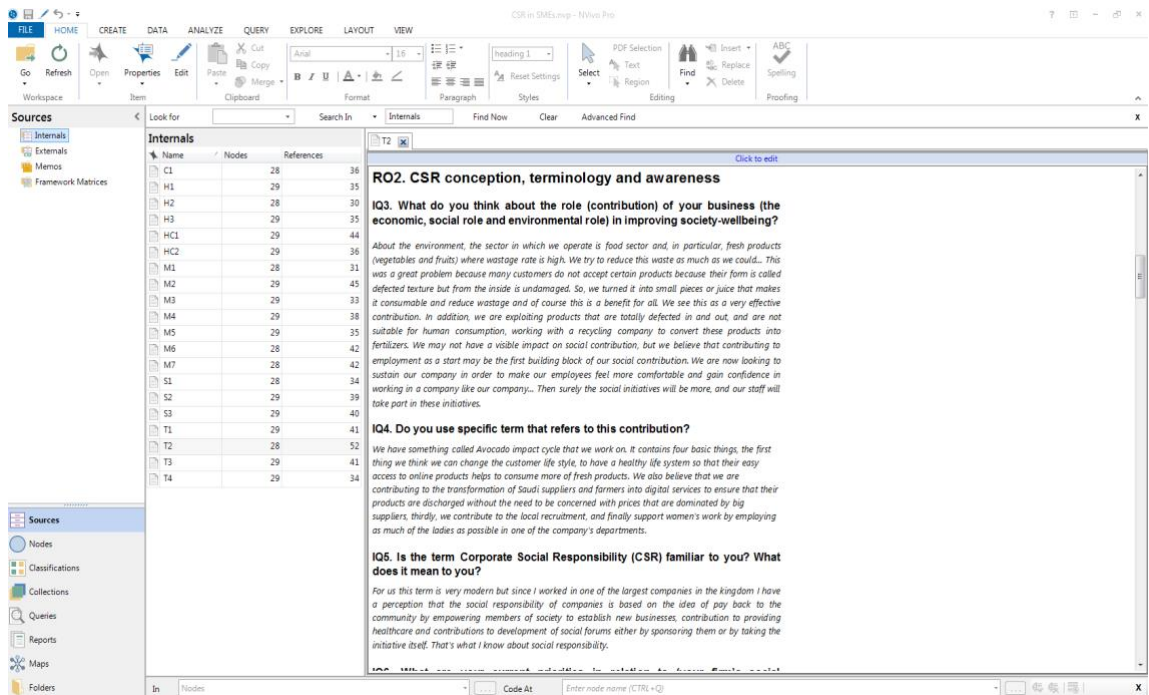 CSR in SMEs.nvp - NVivo Pro
FILE HOME CREATE DATA ANALYZE QUERY EXPLORE LAYOUT VIEW
Go Refresh Open Properties Edit Paste Cut Copy Merge Arial 16 B I U A heading 1 Reset Settings Select PDF Selection Text Region Find Insert Replace Delete ABC Spelling
Workspace Item Clipboard Format Paragraph Styles Editing Proofing
Sources Look for Search In Internals Find Now Clear Advanced Find X
Internals
Externals
Memos
Framework Matrices
Internals
Name Nodes References
C1 28 36
H1 29 35
H2 28 30
H3 29 35
HC1 29 44
HC2 29 36
M1 28 31
M2 29 45
M3 29 33
M4 29 38
M5 29 35
M6 28 42
M7 28 42
S1 28 34
S2 29 39
S3 29 40
T1 29 41
T2 28 52
T3 29 41
T4 29 34
T2
Click to edit
RO2. CSR conception, terminology and awareness
IQ3. What do you think about the role (contribution) of your business (the
economic, social role and environmental role) in improving society-wellbeing?
About the environment, the sector in which we operate is food sector and, in particular, fresh products
(vegetables and fruits) where wastage rate is high. We try to reduce this waste as much as we could... This
was a great problem because many customers do not accept certain products because their form is called
defected texture but from the inside is undamaged. So, we turned it into small pieces or juice that makes
it consumable and reduce wastage and of course this is a benefit for all. We see this as a very effective
contribution. In addition, we are exploiting products that are totally defected in and out, and are not
suitable for human consumption, working with a recycling company to convert these products into
fertilizers. We may not have a visible impact on social contribution, but we believe that contributing to
employment as a start may be the first building block of our social contribution. We are now looking to
sustain our company in order to make our employees feel more comfortable and gain confidence in
working in a company like our company... Then surely the social initiatives will be more, and our staff will
take part in these initiatives.
IQ4. Do you use specific term that refers to this contribution?
We have something called Avocado impact cycle that we work on. It contains four basic things, the first
thing we think we can change the customer life style, to have a healthy life system so that their easy
access to online products helps to consume more of fresh products. We also believe that we are
contributing to the transformation of Saudi suppliers and farmers into digital services to ensure that their
products are discharged without the need to be concerned with prices that are dominated by big
suppliers, thirdly, we contribute to the local recruitment, and finally support women's work by employing
as much of the ladies as possible in one of the company's departments.
IQ5. Is the term Corporate Social Responsibility (CSR) familiar to you? What
does it mean to you?
For us this term is very modern but since I worked in one of the largest companies in the kingdom I have
a perception that the social responsibility of companies is based on the idea of pay back to the
community by empowering members of society to establish new businesses, contribution to providing
healthcare and contributions to development of social forums either by sponsoring them or by taking the
initiative itself. That's what I know about social responsibility.
Sources
Nodes
Classifications
Collections
Queries
Reports
Maps
Folders
In Nodes ... Code At Enter node name (CTRL+Q) ... X